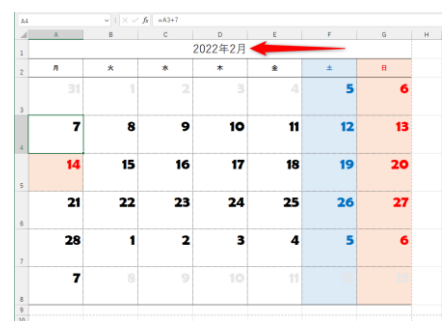 A4 fx =A3+7
A B C D E F G H
1 2022年2月
2 月 火 水 木 金 土 日
3 31 1 2 3 4 5 6
4 7 8 9 10 11 12 13
5 14 15 16 17 18 19 20
6 21 22 23 24 25 26 27
7 28 1 2 3 4 5 6
8 7 8 9 10 11 12 13
9
10